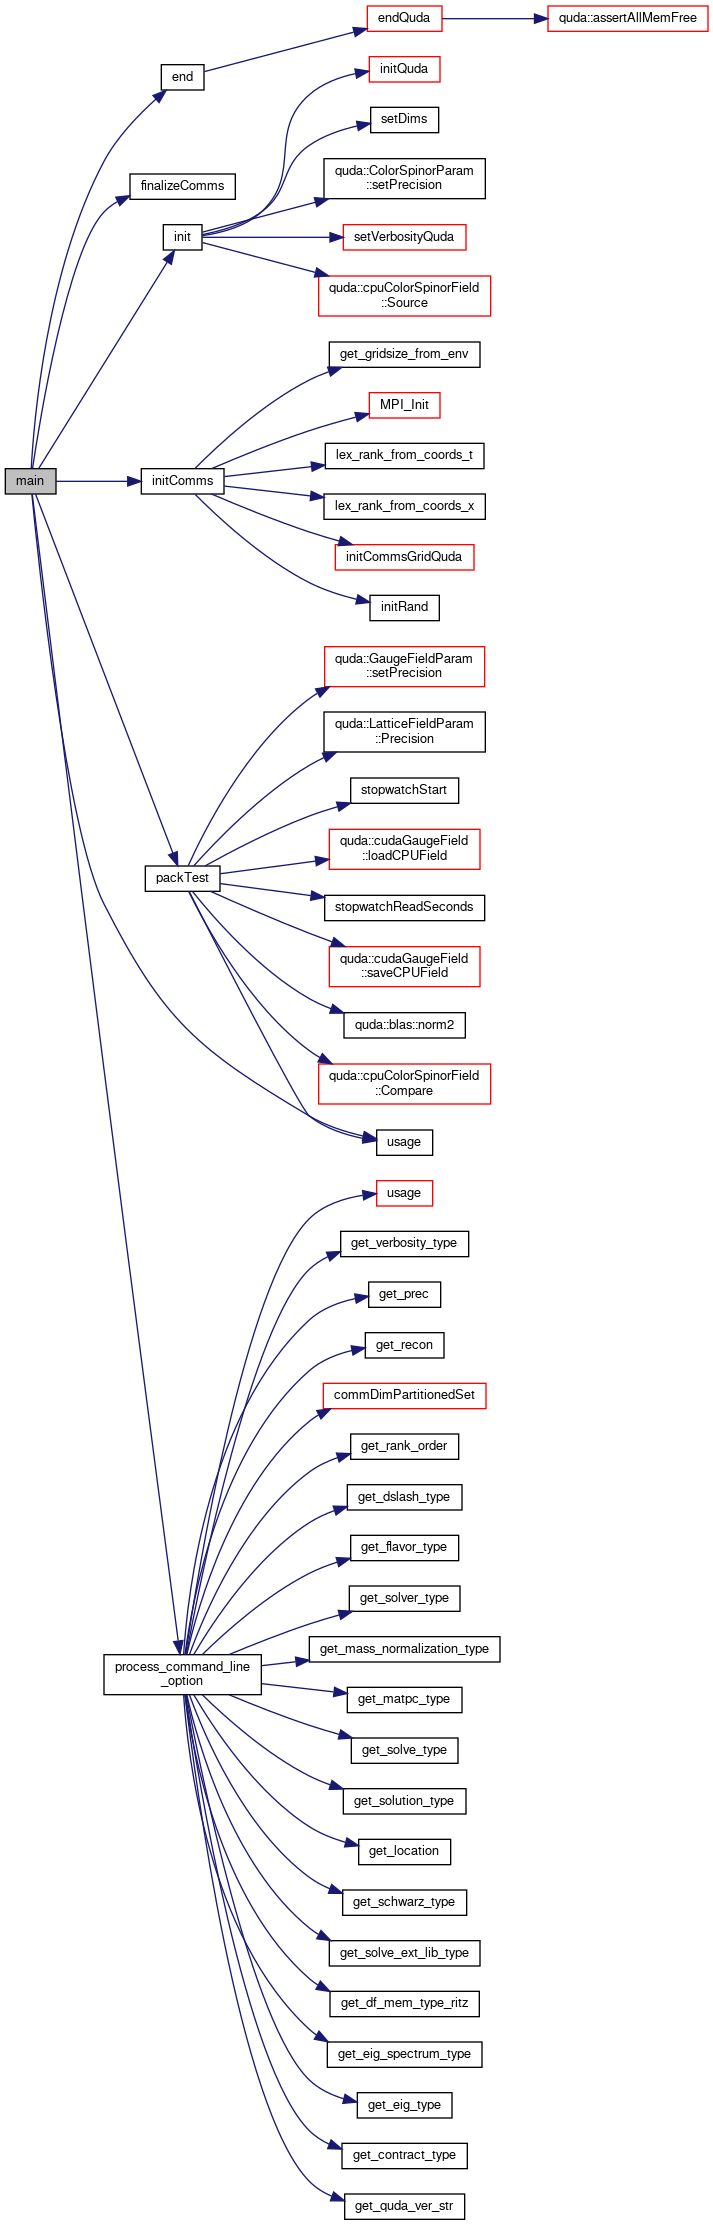 endQuda
quda::assertAllMemFree
end
initQuda
setDims
quda::ColorSpinorParam
::setPrecision
finalizeComms
init
setVerbosityQuda
quda::cpuColorSpinorField
::Source
get_gridsize_from_env
MPI_Init
lex_rank_from_coords_t
main
initComms
lex_rank_from_coords_x
initCommsGridQuda
initRand
quda::GaugeFieldParam
::setPrecision
quda::LatticeFieldParam
::Precision
stopwatchStart
quda::cudaGaugeField
::loadCPUField
packTest
stopwatchReadSeconds
quda::cudaGaugeField
::saveCPUField
quda::blas::norm2
quda::cpuColorSpinorField
::Compare
usage
usage
get_verbosity_type
get_prec
get_recon
commDimPartitionedSet
get_rank_order
get_dslash_type
get_flavor_type
get_solver_type
get_mass_normalization_type
process_command_line
_option
get_matpc_type
get_solve_type
get_solution_type
get_location
get_schwarz_type
get_solve_ext_lib_type
get_df_mem_type_ritz
get_eig_spectrum_type
get_eig_type
get_contract_type
get_quda_ver_str